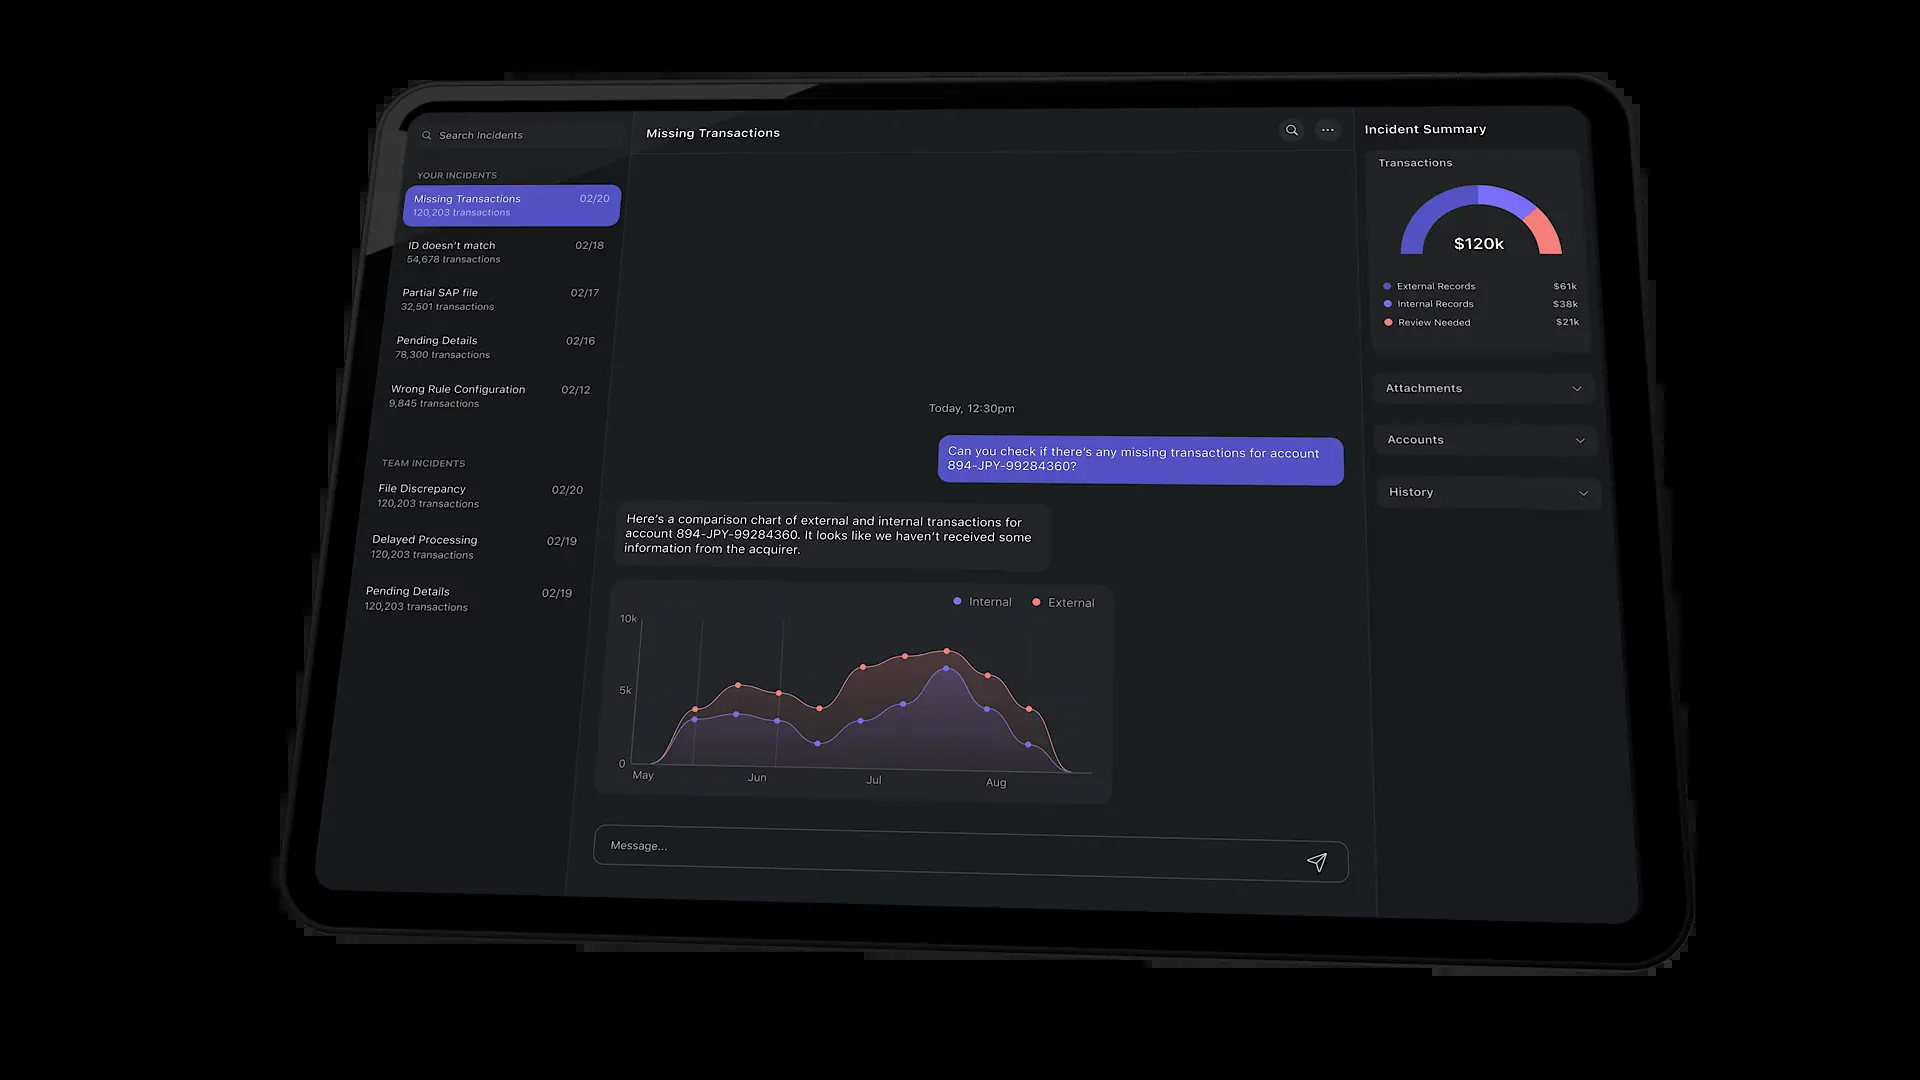 Search Incidents
YOUR INCIDENTS
Missing Transactions 02/20
120,203 transactions
ID doesn't match 02/18
54,678 transactions
Partial SAP file 02/17
32,501 transactions
Pending Details 02/16
78,300 transactions
Wrong Rule Configuration 02/12
9,845 transactions
TEAM INCIDENTS
File Discrepancy 02/20
120,203 transactions
Delayed Processing 02/19
120,203 transactions
Pending Details 02/19
120,203 transactions
Missing Transactions
Today, 12:30pm
Can you check if there's any missing transactions for account
894-JPY-99284360?
Here's a comparison chart of external and internal transactions for
account 894-JPY-99284360. It looks like we haven't received some
information from the acquirer.
Internal External
10k
5k
0
May Jun Jul Aug
Message...
Incident Summary
Transactions
$120k
External Records $61k
Internal Records $38k
Review Needed $21k
Attachments
Accounts
History